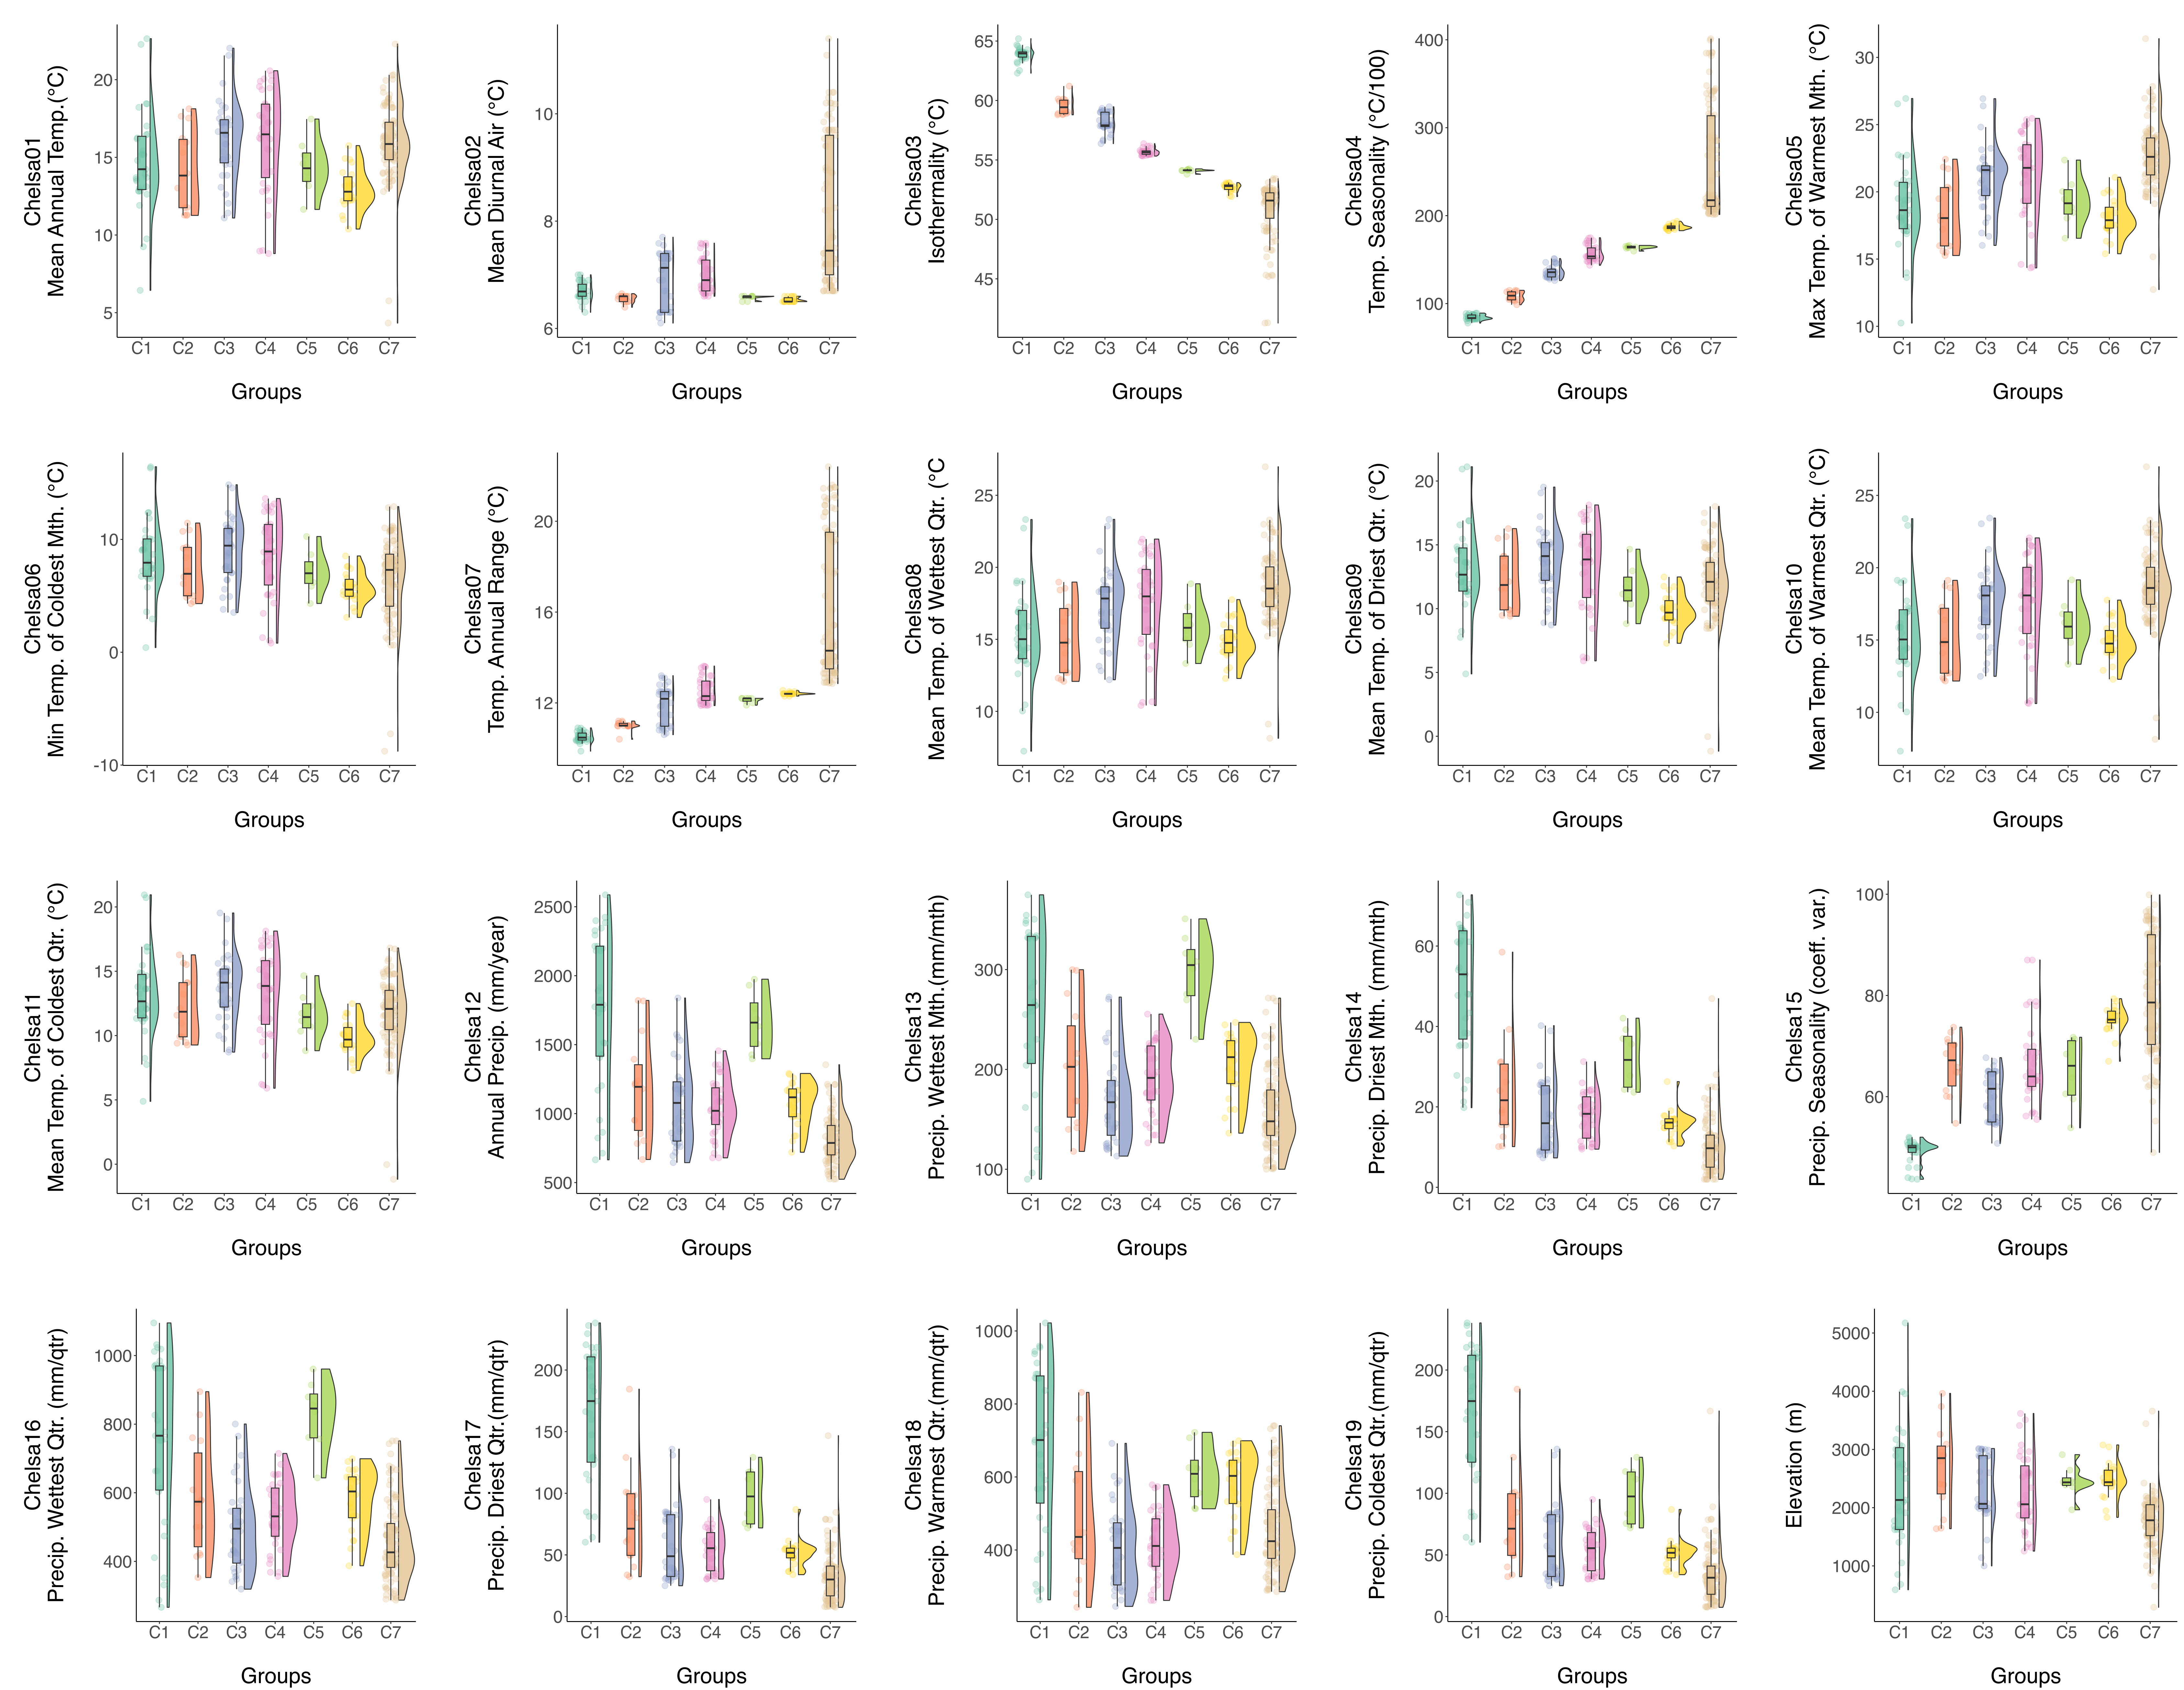 Chelsa01
Mean Annual Temp.(°C)
20
15
10
5
C1 C2 C3 C4 C5 C6 C7
Groups
Chelsa02
Mean Diurnal Air (°C)
10
8
6
C1 C2 C3 C4 C5 C6 C7
Groups
Chelsa03
Isothermality (°C)
65
60
55
50
45
C1 C2 C3 C4 C5 C6 C7
Groups
Chelsa04
Temp. Seasonality (°C/100)
400
300
200
100
C1 C2 C3 C4 C5 C6 C7
Groups
Chelsa05
Max Temp. of Warmest Mth. (°C)
30
25
20
15
10
C1 C2 C3 C4 C5 C6 C7
Groups
Chelsa06
Min Temp. of Coldest Mth. (°C)
10
0
-10
C1 C2 C3 C4 C5 C6 C7
Groups
Chelsa07
Temp. Annual Range (°C)
20
16
12
C1 C2 C3 C4 C5 C6 C7
Groups
Chelsa08
Mean Temp. of Wettest Qtr. (°C
25
20
15
10
C1 C2 C3 C4 C5 C6 C7
Groups
Chelsa09
Mean Temp. of Driest Qtr. (°C)
20
15
10
5
0
C1 C2 C3 C4 C5 C6 C7
Groups
Chelsa10
Mean Temp. of Warmest Qtr. (°C)
25
20
15
10
C1 C2 C3 C4 C5 C6 C7
Groups
Chelsa11
Mean Temp. of Coldest Qtr. (°C)
20
15
10
5
0
C1 C2 C3 C4 C5 C6 C7
Groups
Chelsa12
Annual Precip. (mm/year)
2500
2000
1500
1000
500
C1 C2 C3 C4 C5 C6 C7
Groups
Chelsa13
Precip. Wettest Mth.(mm/mth)
300
200
100
C1 C2 C3 C4 C5 C6 C7
Groups
Chelsa14
Precip. Driest Mth. (mm/mth)
60
40
20
0
C1 C2 C3 C4 C5 C6 C7
Groups
Chelsa15
Precip. Seasonality (coeff. var.)
100
80
60
C1 C2 C3 C4 C5 C6 C7
Groups
Chelsa16
Precip. Wettest Qtr. (mm/qtr)
1000
800
600
400
C1 C2 C3 C4 C5 C6 C7
Groups
Chelsa17
Precip. Driest Qtr.(mm/qtr)
200
150
100
50
0
C1 C2 C3 C4 C5 C6 C7
Groups
Chelsa18
Precip. Warmest Qtr.(mm/qtr)
1000
800
600
400
C1 C2 C3 C4 C5 C6 C7
Groups
Chelsa19
Precip. Coldest Qtr.(mm/qtr)
200
150
100
50
0
C1 C2 C3 C4 C5 C6 C7
Groups
Elevation (m)
5000
4000
3000
2000
1000
C1 C2 C3 C4 C5 C6 C7
Groups